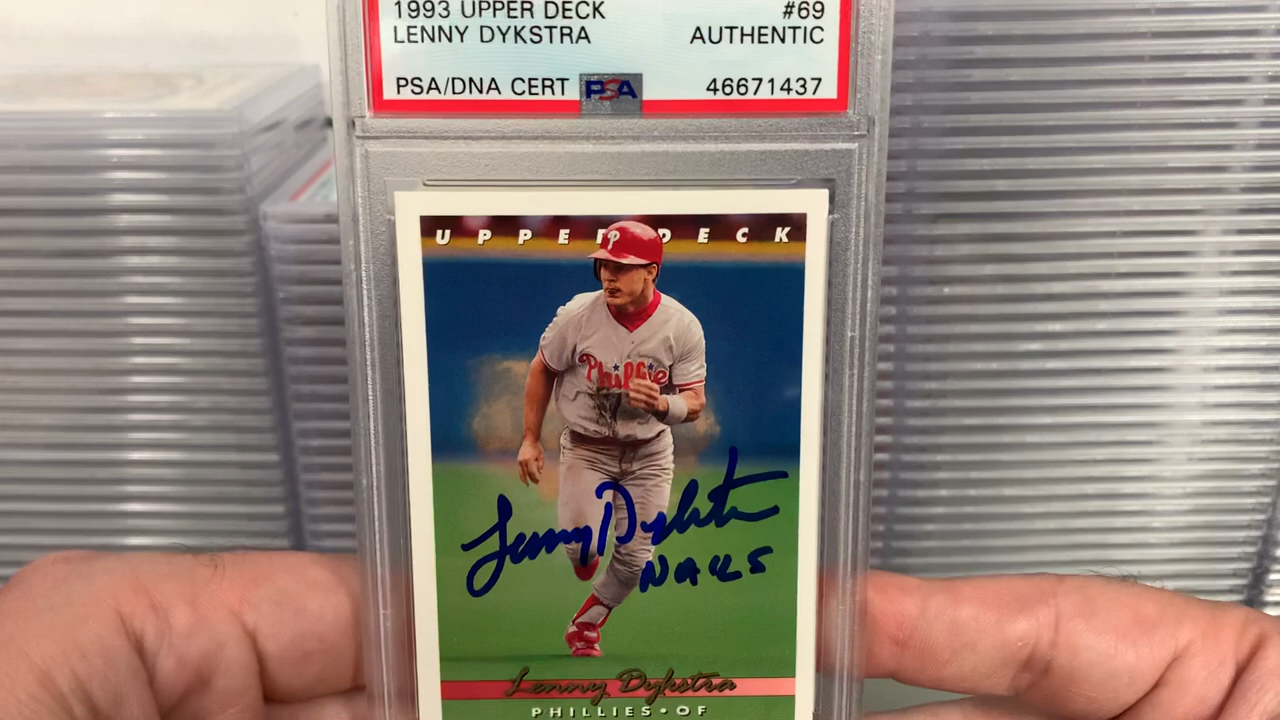 1993 UPPER DECK #69
LENNY DYKSTRA AUTHENTIC
PSA/DNA CERT PSA 46671437
UPPER DECK
P
Phillies
Lenny Dykstra
NAILS
Lenny Dykstra
PHILLIES • OF